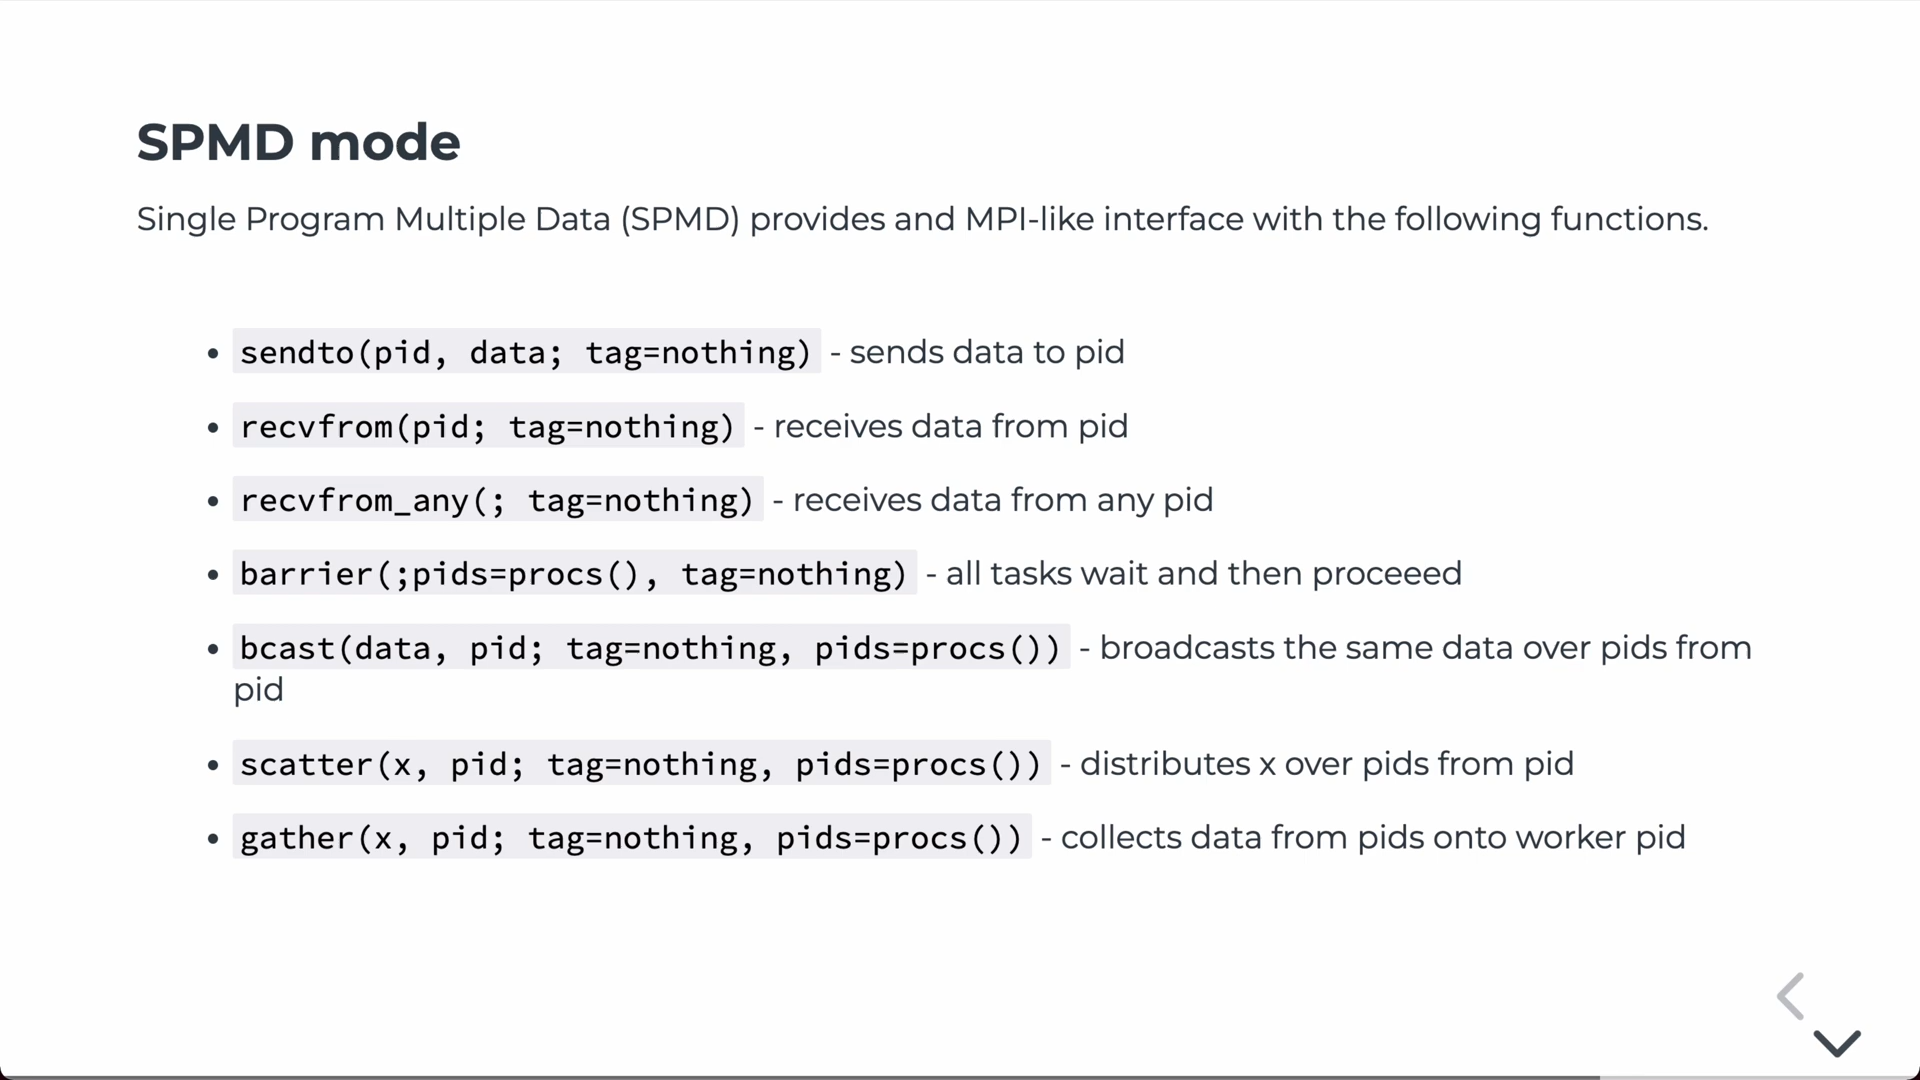 SPMD mode
Single Program Multiple Data (SPMD) provides and MPI-like interface with the following functions.
• sendto(pid, data; tag=nothing) - sends data to pid
• recvfrom(pid; tag=nothing) - receives data from pid
• recvfrom_any(; tag=nothing) - receives data from any pid
• barrier(;pids=procs(), tag=nothing) - all tasks wait and then proceeed
• bcast(data, pid; tag=nothing, pids=procs()) - broadcasts the same data over pids from
pid
• scatter(x, pid; tag=nothing, pids=procs()) - distributes x over pids from pid
• gather(x, pid; tag=nothing, pids=procs()) - collects data from pids onto worker pid